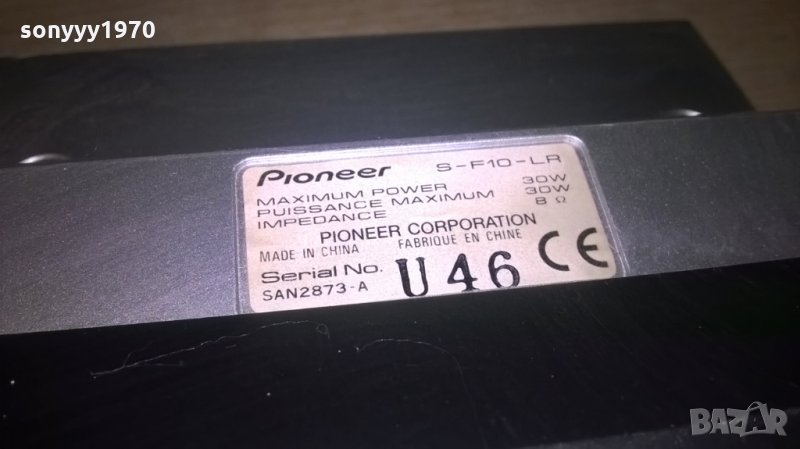 sonyyy1970
Pioneer S-F10-LR
MAXIMUM POWER 30W
PUISSANCE MAXIMUM 30W
IMPEDANCE 8 Ω
PIONEER CORPORATION
MADE IN CHINA FABRIQUE EN CHINE
Serial No. U 46 CE
SAN2873-A
BAZAR